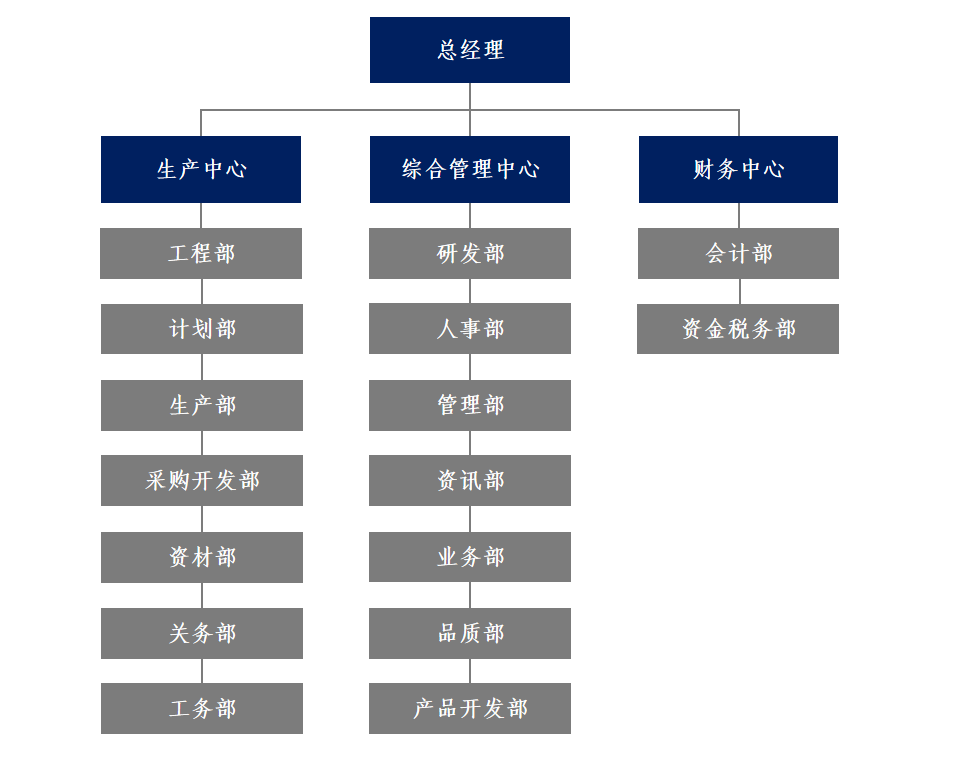 总经理
生产中心
综合管理中心
财务中心
工程部
研发部
会计部
计划部
人事部
资金税务部
生产部
管理部
采购开发部
资讯部
资材部
业务部
关务部
品质部
工务部
产品开发部